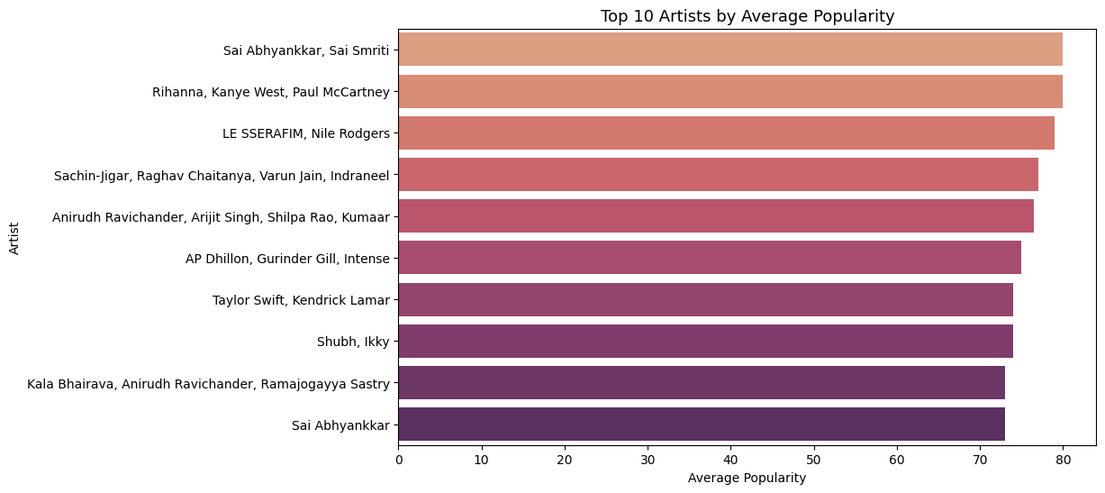 Top 10 Artists by Average Popularity
Artist
Sai Abhyankkar, Sai Smriti
Rihanna, Kanye West, Paul McCartney
LE SSERAFIM, Nile Rodgers
Sachin-Jigar, Raghav Chaitanya, Varun Jain, Indraneel
Anirudh Ravichander, Arijit Singh, Shilpa Rao, Kumaar
AP Dhillon, Gurinder Gill, Intense
Taylor Swift, Kendrick Lamar
Shubh, Ikky
Kala Bhairava, Anirudh Ravichander, Ramajogayya Sastry
Sai Abhyankkar
0 10 20 30 40 50 60 70 80
Average Popularity